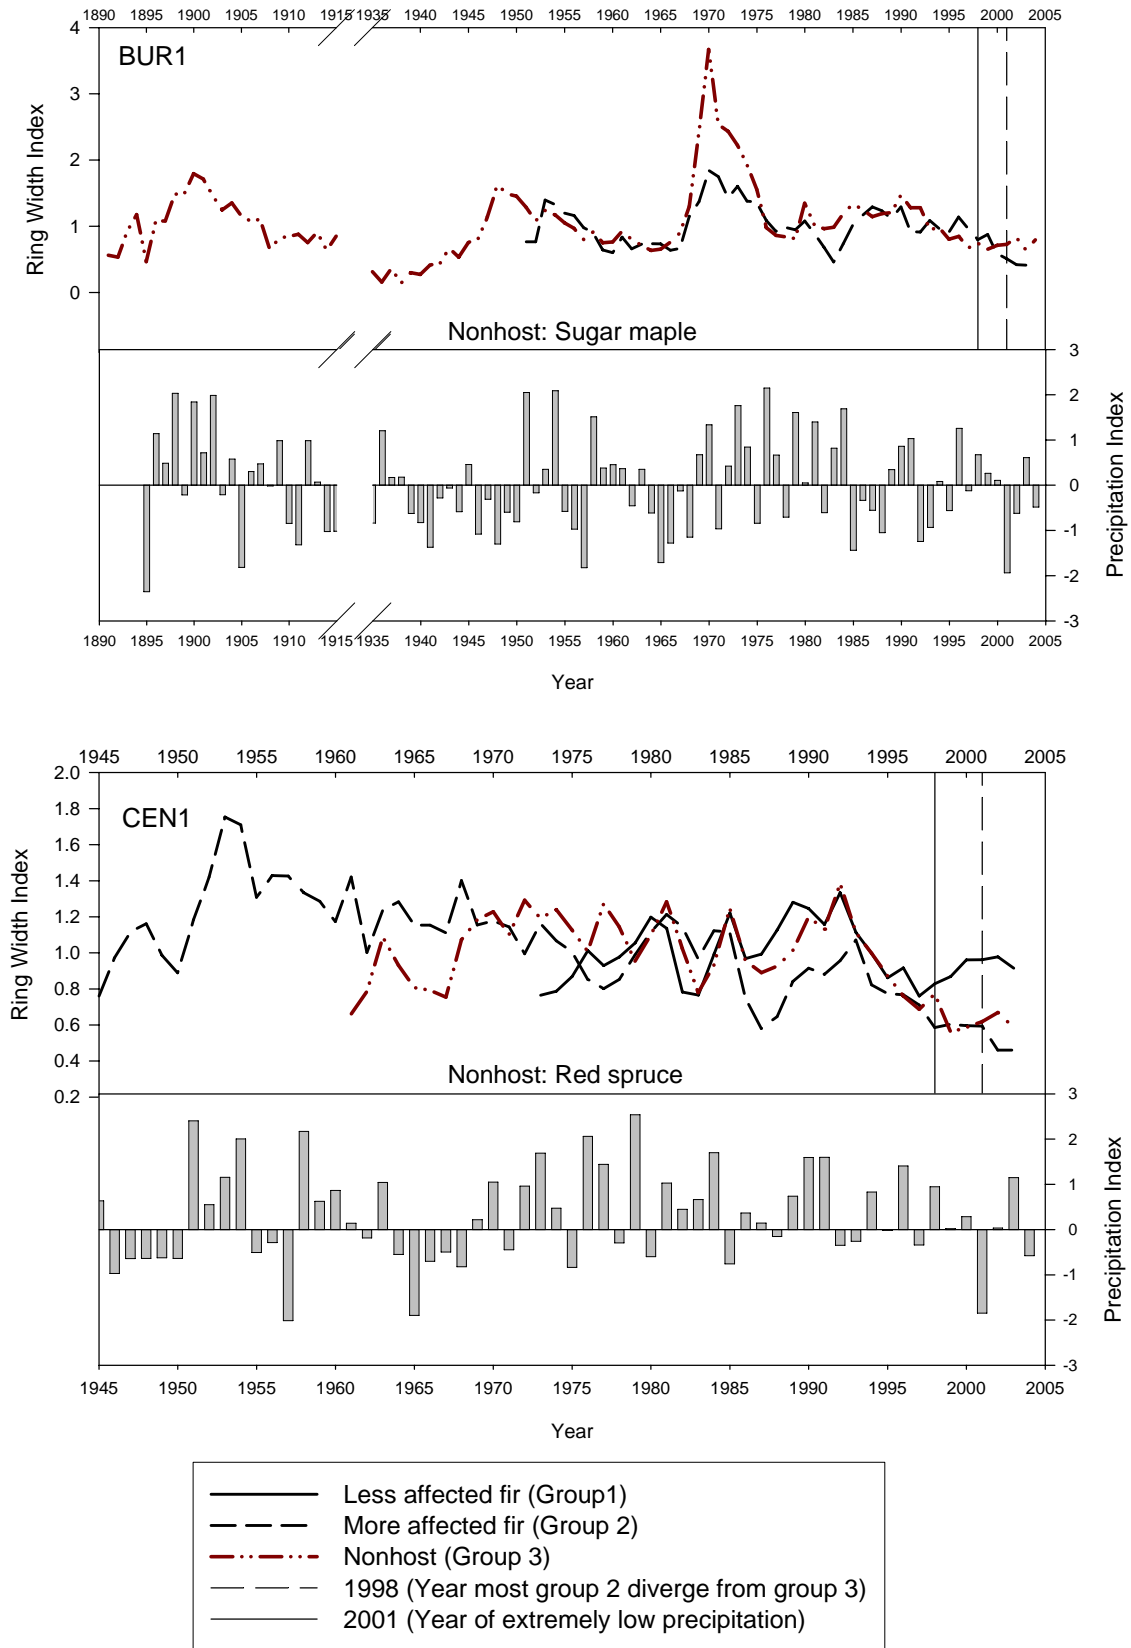 1890 1895 1900 1905 1910 1915 1935 1940 1945 1950 1955 1960 1965 1970 1975 1980 1985 1990 1995 2000 2005
4
BUR1
3
Ring Width Index
2
1
0
Nonhost: Sugar maple
3
2
1
0
-1
-2
-3
Precipitation Index
1890 1895 1900 1905 1910 1915 1935 1940 1945 1950 1955 1960 1965 1970 1975 1980 1985 1990 1995 2000 2005
Year
1945 1950 1955 1960 1965 1970 1975 1980 1985 1990 1995 2000 2005
2.0
CEN1
1.8
1.6
1.4
Ring Width Index
1.2
1.0
0.8
0.6
0.4
0.2
Nonhost: Red spruce
3
2
1
0
-1
-2
-3
Precipitation Index
1945 1950 1955 1960 1965 1970 1975 1980 1985 1990 1995 2000 2005
Year
Less affected fir (Group1)
More affected fir (Group 2)
Nonhost (Group 3)
1998 (Year most group 2 diverge from group 3)
2001 (Year of extremely low precipitation)